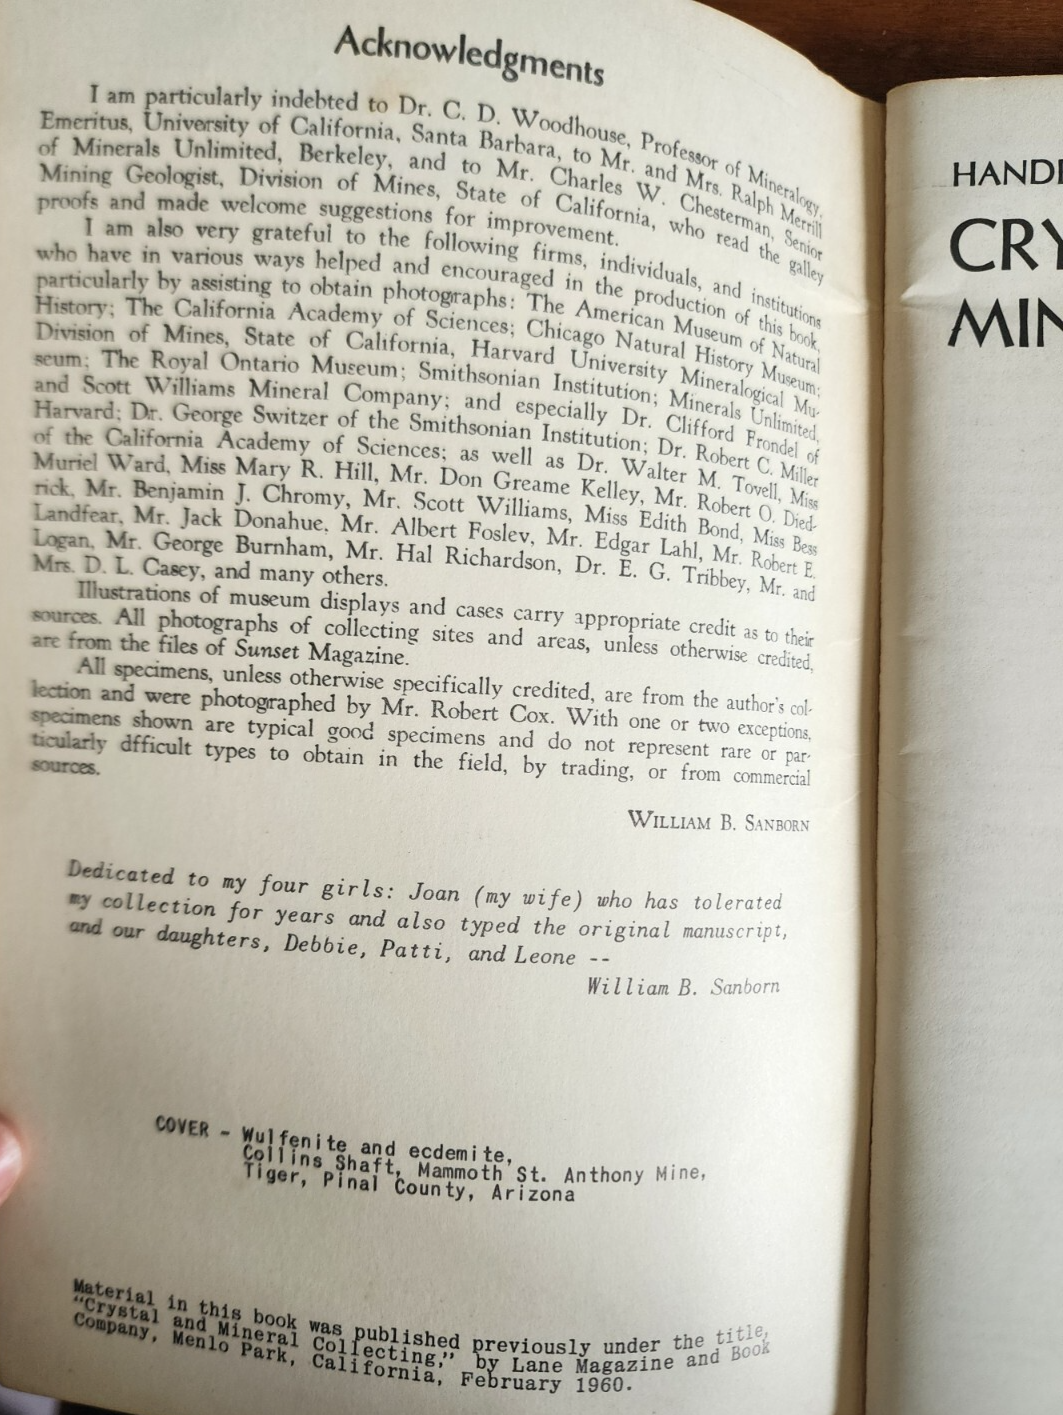 Acknowledgments
I am particularly indebted to Dr. C. D. Woodhouse, Professor of Mineralogy,
Emeritus, University of California, Santa Barbara, to Mr. and Mrs. Ralph Merrill
of Minerals Unlimited, Berkeley, and to Mr. Charles W. Chesterman, Senior
Mining Geologist, Division of Mines, State of California, who read the galley
proofs and made welcome suggestions for improvement.
I am also very grateful to the following firms, individuals, and institutions
who have in various ways helped and encouraged in the production of this book,
particularly by assisting to obtain photographs: The American Museum of Natural
History; The California Academy of Sciences; Chicago Natural History Museum;
Division of Mines, State of California, Harvard University Mineralogical Mu-
seum; The Royal Ontario Museum; Smithsonian Institution; Minerals Unlimited,
and Scott Williams Mineral Company; and especially Dr. Clifford Frondel of
Harvard; Dr. George Switzer of the Smithsonian Institution; Dr. Robert C. Miller
of the California Academy of Sciences; as well as Dr. Walter M. Tovell, Miss
Muriel Ward, Miss Mary R. Hill, Mr. Don Greame Kelley, Mr. Robert O. Died-
rick, Mr. Benjamin J. Chromy, Mr. Scott Williams, Miss Edith Bond, Miss Bess
Landfear, Mr. Jack Donahue, Mr. Albert Foslev, Mr. Edgar Lahl, Mr. Robert E.
Logan, Mr. George Burnham, Mr. Hal Richardson, Dr. E. G. Tribbey, Mr. and
Mrs. D. L. Casey, and many others.
Illustrations of museum displays and cases carry appropriate credit as to their
sources. All photographs of collecting sites and areas, unless otherwise credited,
are from the files of Sunset Magazine.
All specimens, unless otherwise specifically credited, are from the author's col-
lection and were photographed by Mr. Robert Cox. With one or two exceptions,
specimens shown are typical good specimens and do not represent rare or par-
ticularly dfficult types to obtain in the field, by trading, or from commercial
sources.
WILLIAM B. SANBORN
Dedicated to my four girls: Joan (my wife) who has tolerated
my collection for years and also typed the original manuscript,
and our daughters, Debbie, Patti, and Leone --
William B. Sanborn
COVER - Wulfenite and ecdemite,
Collins Shaft, Mammoth St. Anthony Mine,
Tiger, Pinal County, Arizona
Material in this book was published previously under the title,
"Crystal and Mineral Collecting," by Lane Magazine and Book
Company, Menlo Park, California, February 1960.
HAND
CRY
MIN